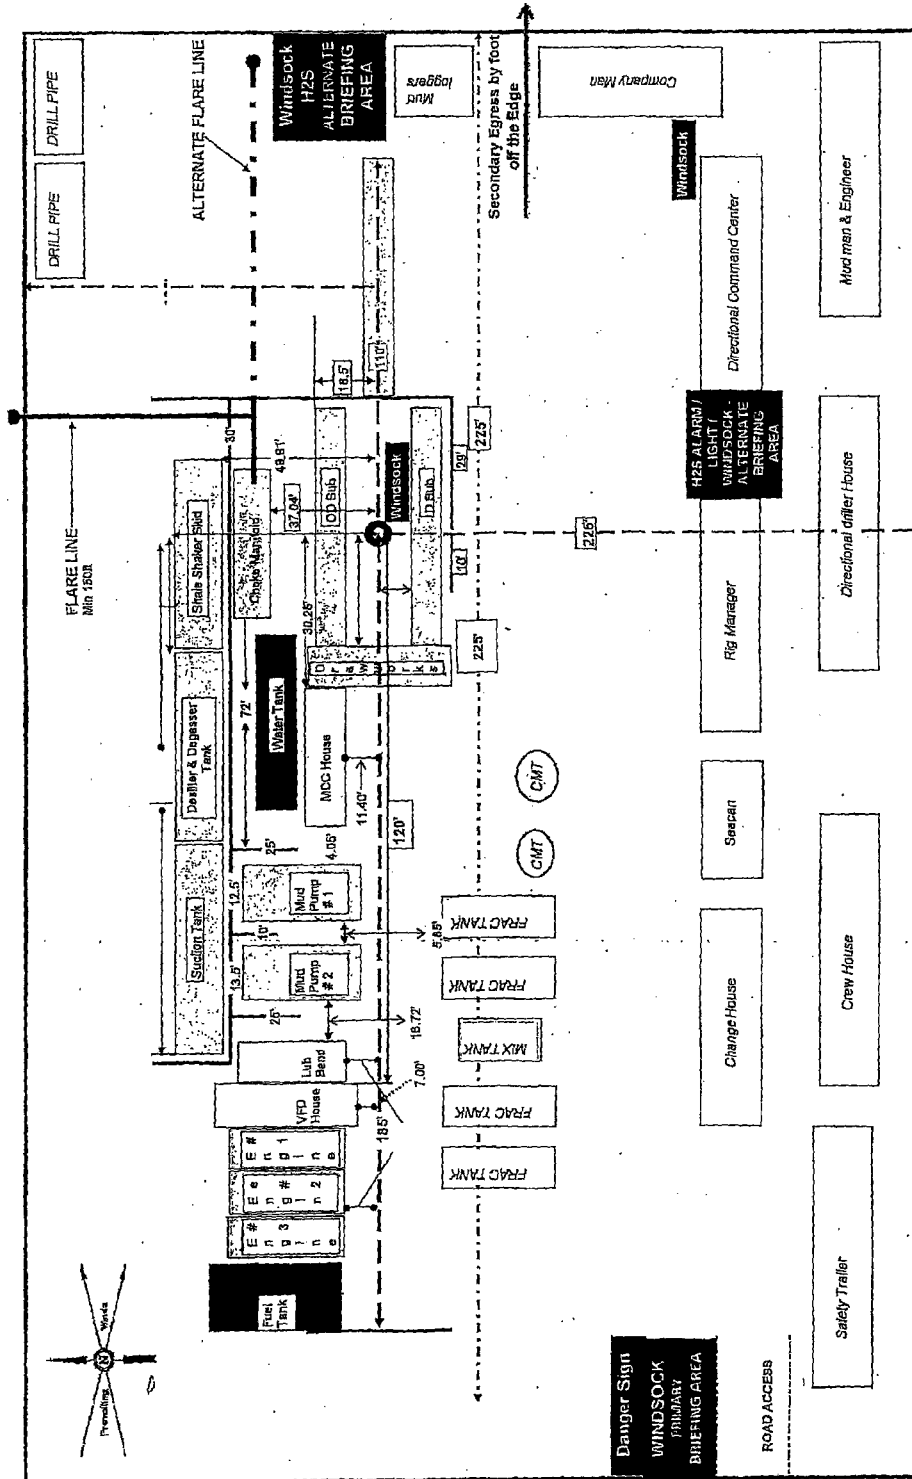 DRILL PIPE
DRILL PIPE
ALTERNATE FLARE LINE
Windsock
H2S
ALTERNATE
BRIEFING
AREA
Mud
loggers
Secondary Egress by foot
off the Edge
Company Man
Windsock
Directional Command Center
Mud man & Engineer
FLARE LINE
Min 150ft
30'
49.81'
37.04'
18.5'
110'
Shale Shaker Skid
Choke Manifold
OD Sub
Windsock
ID Sub
29'
225'
10'
225'
H2S ALARM /
LIGHT /
WINDSOCK -
ALTERNATE
BRIEFING
AREA
Directional driller House
Rig Manager
30.25'
Drawworks
225'
Desilter & Degasser
Tank
72'
Water Tank
MCC House
11.40'
120'
CMT
CMT
Seacan
Suction Tank
25'
4.05'
12.5'
Mud
Pump
# 1
10'
13.5'
Mud
Pump
# 2
25'
5.85'
16.72'
FRAC TANK
FRAC TANK
MIX TANK
FRAC TANK
FRAC TANK
Change House
Crew House
VFD
House
7.00'
185'
Engine
#1
Engine
#2
Engine
#3
Fuel
Tank
Prevailing
N
Winds
Safety Trailer
Danger Sign
WINDSOCK
PRIMARY
BRIEFING AREA
ROAD ACCESS